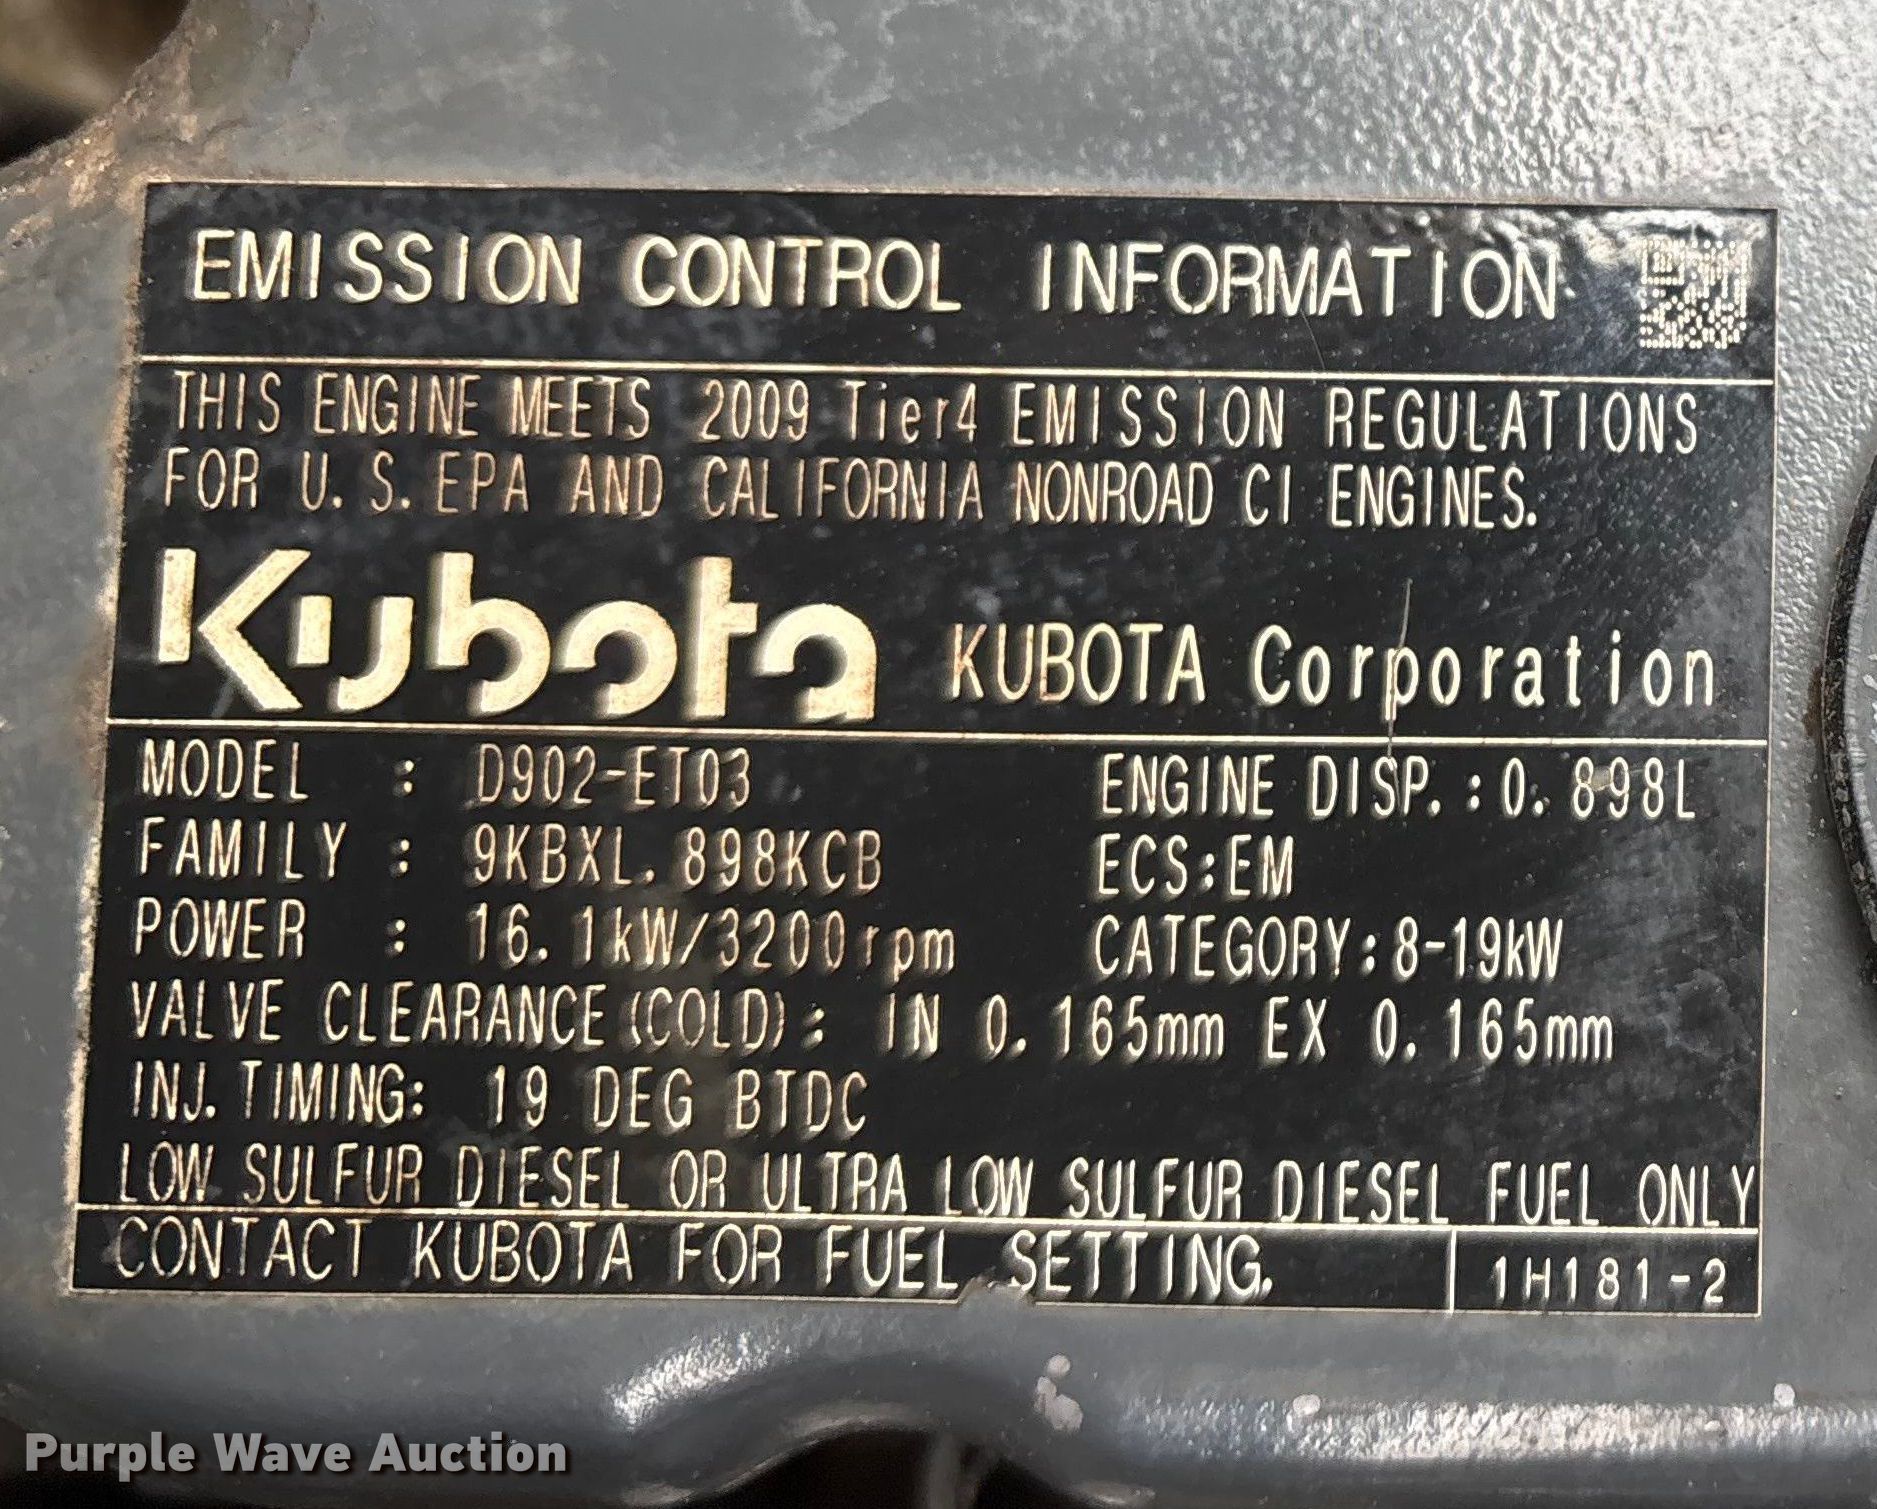 EMISSION CONTROL INFORMATION
THIS ENGINE MEETS 2009 Tier4 EMISSION REGULATIONS
FOR U.S.EPA AND CALIFORNIA NONROAD CI ENGINES.
Kubota KUBOTA Corporation
MODEL : D902-ET03 ENGINE DISP.:0.898L
FAMILY : 9KBXL.898KCB ECS:EM
POWER : 16.1kW/3200rpm CATEGORY:8-19kW
VALVE CLEARANCE(COLD): IN 0.165mm EX 0.165mm
INJ.TIMING: 19 DEG BTDC
LOW SULFUR DIESEL OR ULTRA LOW SULFUR DIESEL FUEL ONLY
CONTACT KUBOTA FOR FUEL SETTING. 1H181-2
Purple Wave Auction